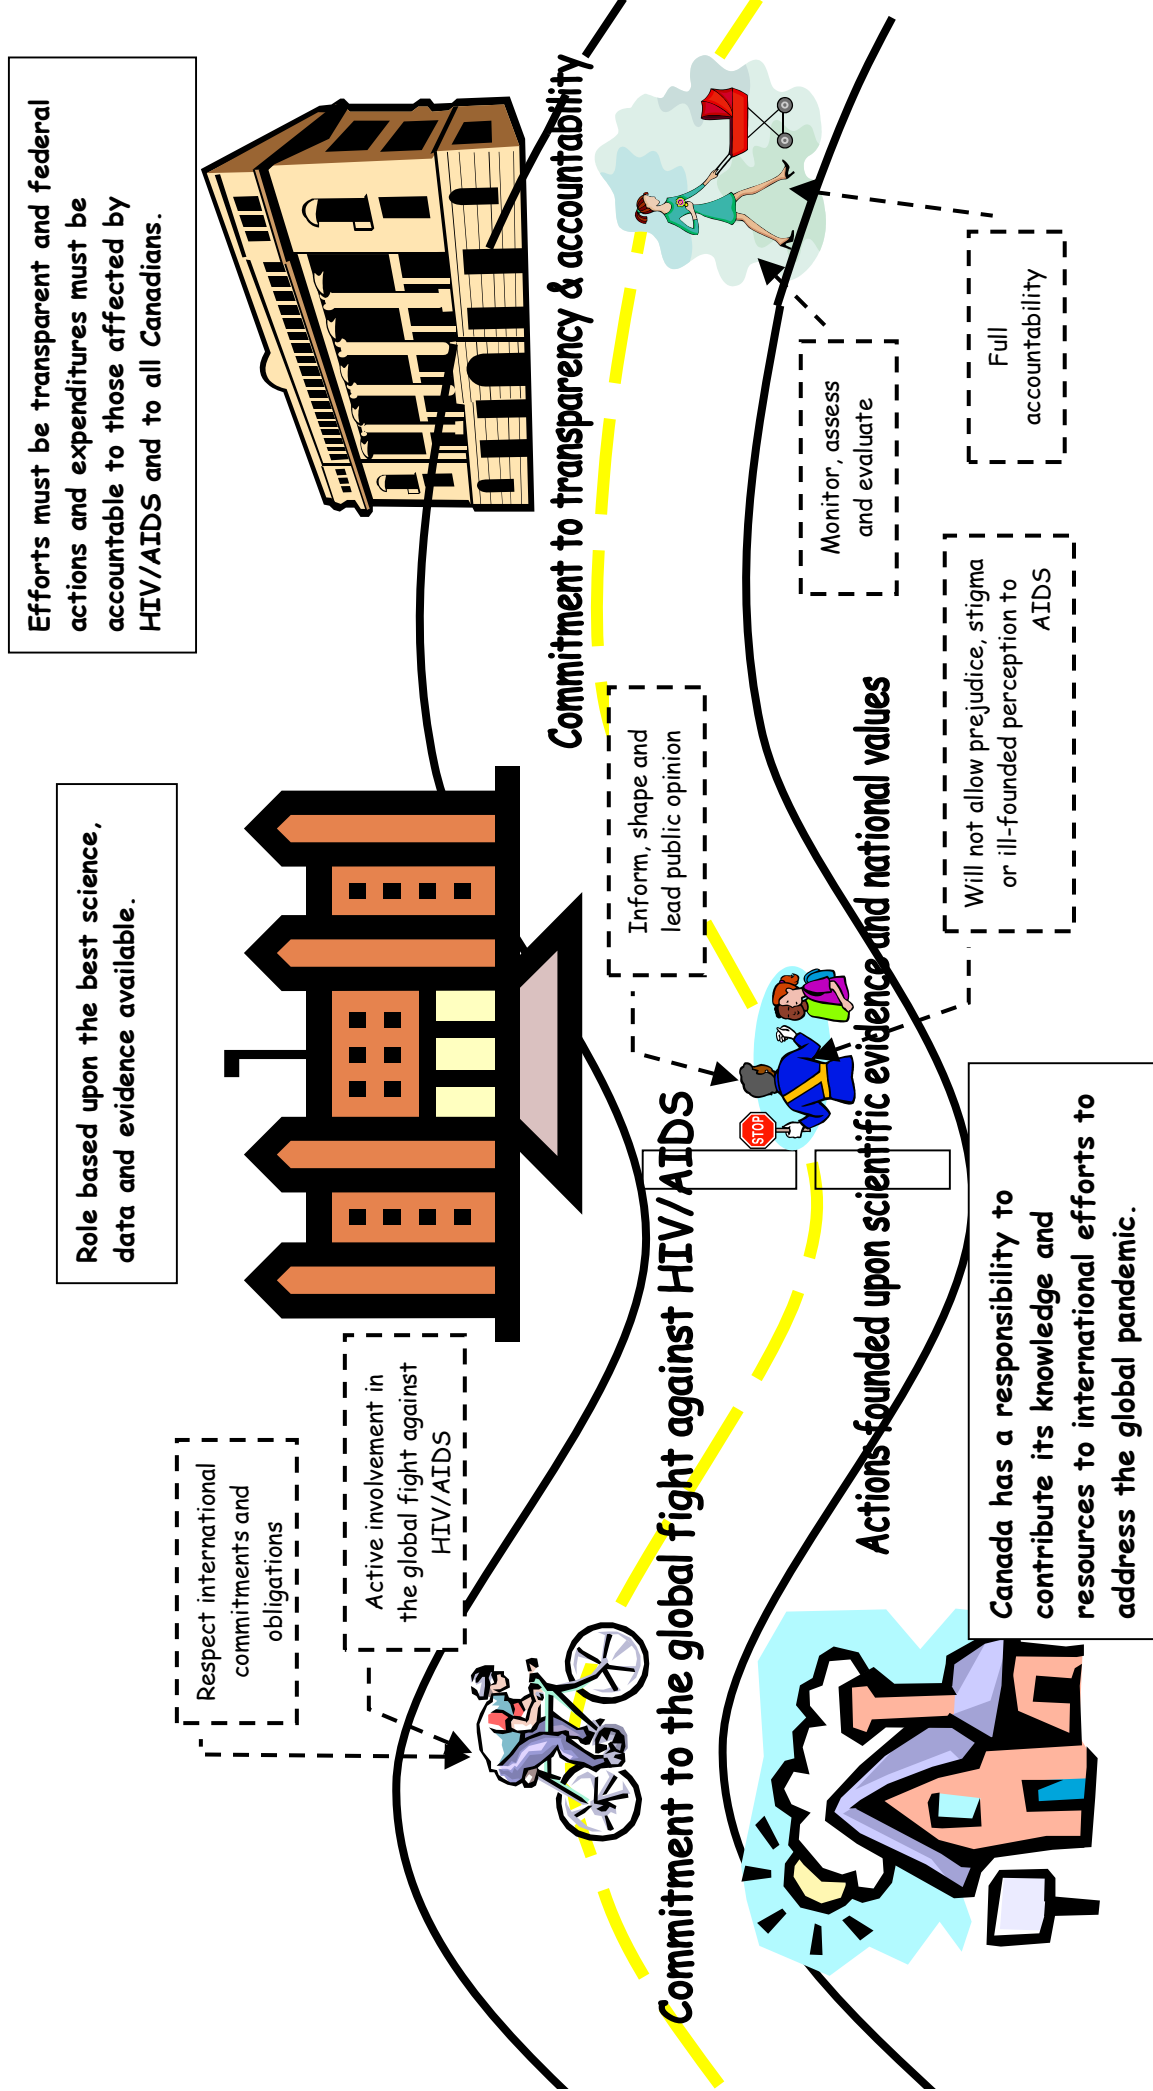 Respect international
commitments and
obligations
Active involvement in
the global fight against
HIV/AIDS
Commitment to the global fight against HIV/AIDS
Canada has a responsibility to
contribute its knowledge and
resources to international efforts to
address the global pandemic.
Role based upon the best science,
data and evidence available.
Inform, shape and
lead public opinion
STOP
Actions founded upon scientific evidence and national values
Will not allow prejudice, stigma
or ill-founded perception to
AIDS
Efforts must be transparent and federal
actions and expenditures must be
accountable to those affected by
HIV/AIDS and to all Canadians.
Commitment to transparency & accountability
Monitor, assess
and evaluate
Full
accountability